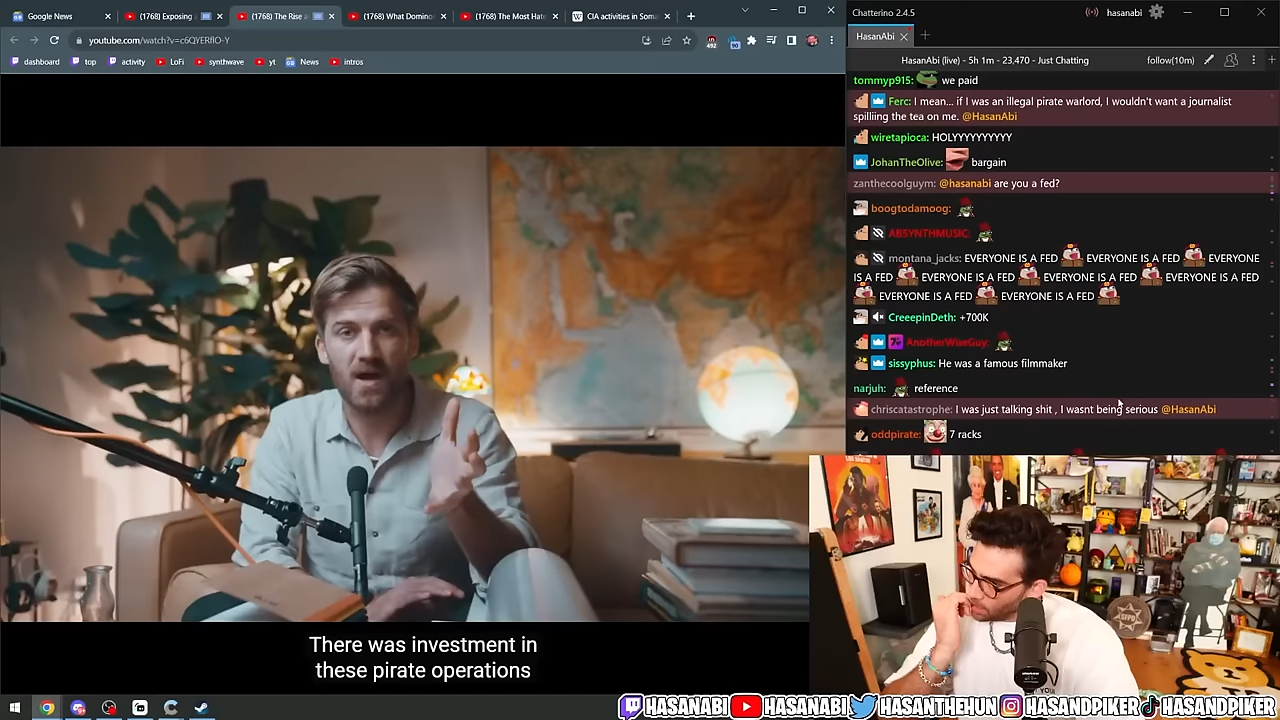 Google News
(1768) Exposing
(1768) The Rise
(1768) What Domino
(1768) The Most Hat
CIA activities in Soma
youtube.com/watch?v=c6QYERfIO-Y
492
90
dashboard
top
activity
LoFi
synthwave
yt
News
intros
There was investment in
these pirate operations
Chatterino 2.4.5
hasanabi
HasanAbi
HasanAbi (live) - 5h 1m - 23,470 - Just Chatting
follow(10m)
tommyp915: we paid
Ferc: I mean... if I was an illegal pirate warlord, I wouldn't want a journalist
spilliing the tea on me. @HasanAbi
wiretapioca: HOLYYYYYYYYYY
JohanTheOlive: bargain
zanthecoolguym: @hasanabi are you a fed?
boogtodamoog:
ABSYNTHMUSIC:
montana_jacks: EVERYONE IS A FED EVERYONE IS A FED EVERYONE
IS A FED EVERYONE IS A FED EVERYONE IS A FED EVERYONE IS A FED
EVERYONE IS A FED EVERYONE IS A FED
CreeepinDeth: +700K
AnotherWiseGuy:
sissyphus: He was a famous filmmaker
narjuh: reference
chriscatastrophe: I was just talking shit , I wasnt being serious @HasanAbi
oddpirate: 7 racks
SFPD
HASANABI HASANABI HASANTHEHUN HASANDPIKER HASANDPIKER